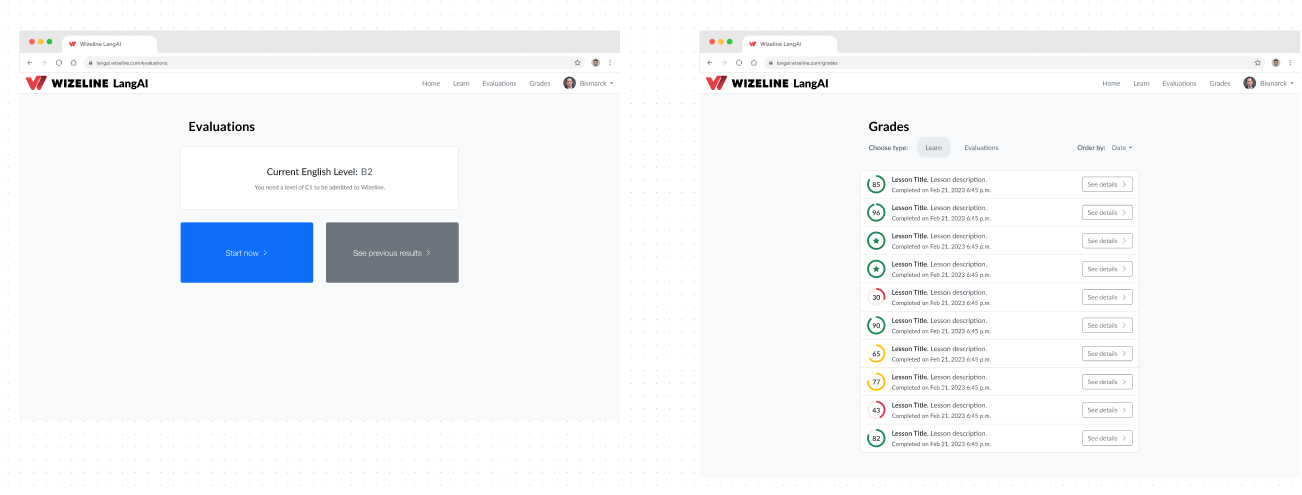 Wizeline LangAI
langai.wizeline.com/evaluations
WIZELINE LangAI Home Learn Evaluations Grades Bismarck
Evaluations
Current English Level: B2
You need a level of C1 to be admitted to Wizeline.
Start now See previous results
Wizeline LangAI
langai.wizeline.com/grades
WIZELINE LangAI Home Learn Evaluations Grades Bismarck
Grades
Choose type: Learn Evaluations Order by: Date
85 Lesson Title. Lesson description. See details
Completed on Feb 21, 2023 6:45 p.m.
96 Lesson Title. Lesson description. See details
Completed on Feb 21, 2023 6:45 p.m.
Lesson Title. Lesson description. See details
Completed on Feb 21, 2023 6:45 p.m.
Lesson Title. Lesson description. See details
Completed on Feb 21, 2023 6:45 p.m.
30 Lesson Title. Lesson description. See details
Completed on Feb 21, 2023 6:45 p.m.
90 Lesson Title. Lesson description. See details
Completed on Feb 21, 2023 6:45 p.m.
65 Lesson Title. Lesson description. See details
Completed on Feb 21, 2023 6:45 p.m.
77 Lesson Title. Lesson description. See details
Completed on Feb 21, 2023 6:45 p.m.
43 Lesson Title. Lesson description. See details
Completed on Feb 21, 2023 6:45 p.m.
82 Lesson Title. Lesson description. See details
Completed on Feb 21, 2023 6:45 p.m.